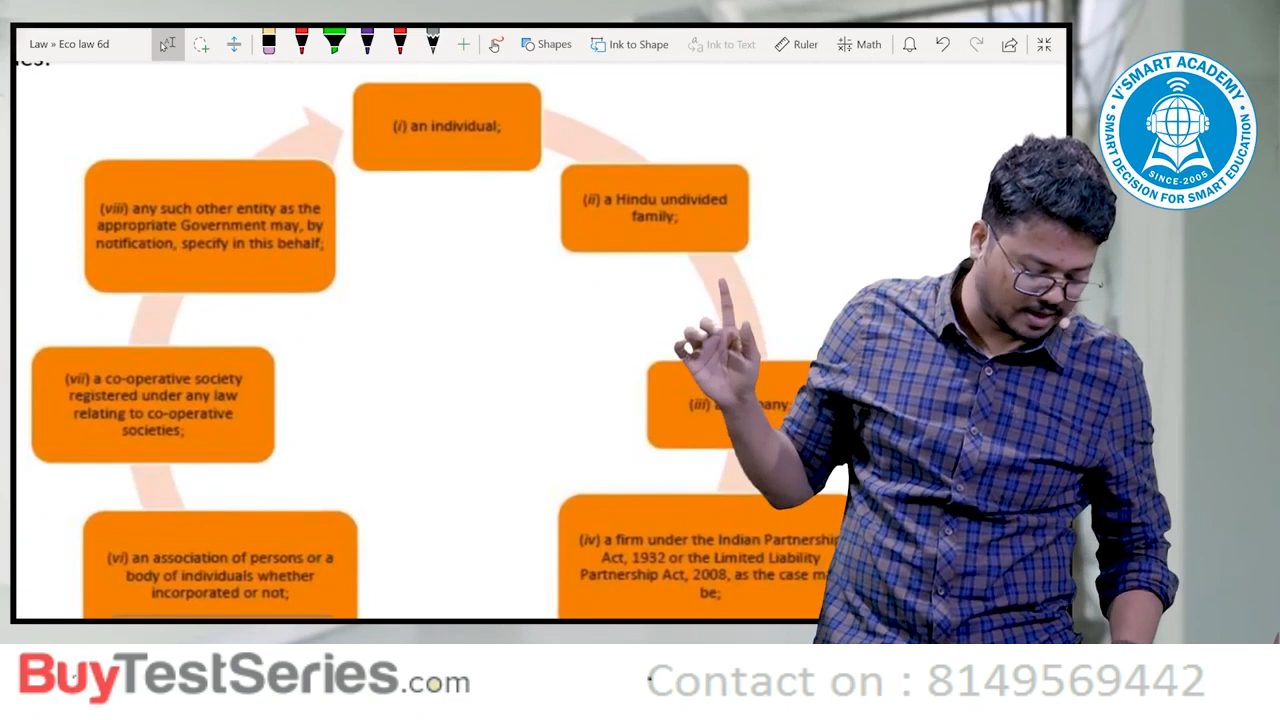 Law » Eco law 6d
Shapes
Ink to Shape
Ink to Text
Ruler
Math
(i) an individual;
(ii) a Hindu undivided
family;
(iii) a
(iv) a firm under the Indian Partnership
Act, 1932 or the Limited Liability
Partnership Act, 2008, as the case m
be;
(vi) an association of persons or a
body of individuals whether
incorporated or not;
(vii) a co-operative society
registered under any law
relating to co-operative
societies;
(viii) any such other entity as the
appropriate Government may, by
notification, specify in this behalf;
V'SMART ACADEMY
SMART DECISION FOR SMART EDUCATION
SINCE-2005
BuyTestSeries.com
Contact on : 8149569442